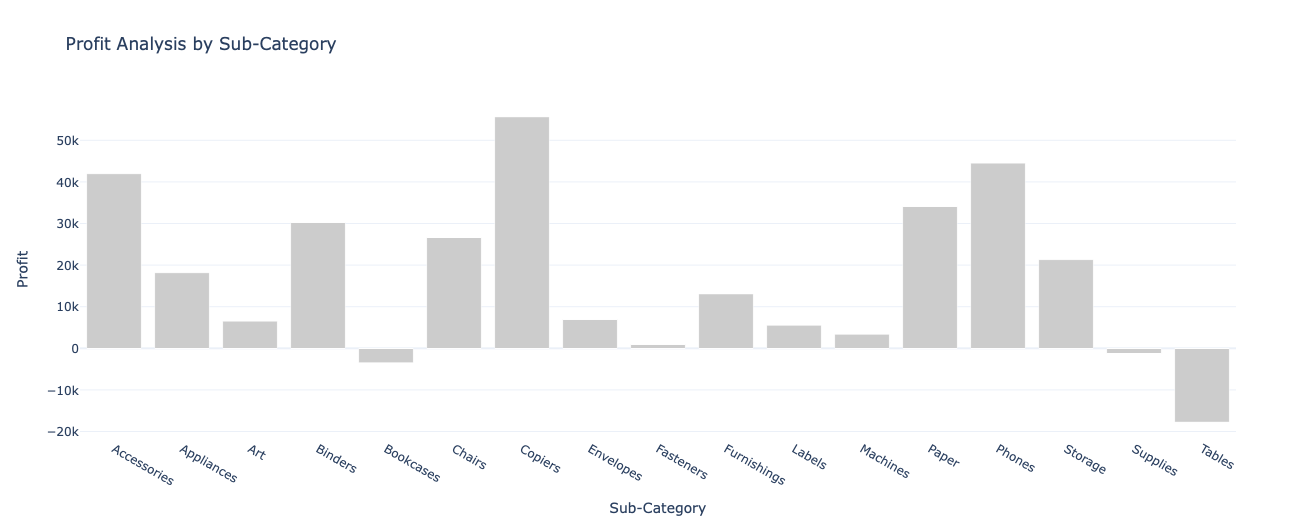 Profit Analysis by Sub-Category
50k
40k
30k
20k
10k
0
−10k
−20k
Profit
Accessories
Appliances
Art
Binders
Bookcases
Chairs
Copiers
Envelopes
Fasteners
Furnishings
Labels
Machines
Paper
Phones
Storage
Supplies
Tables
Sub-Category